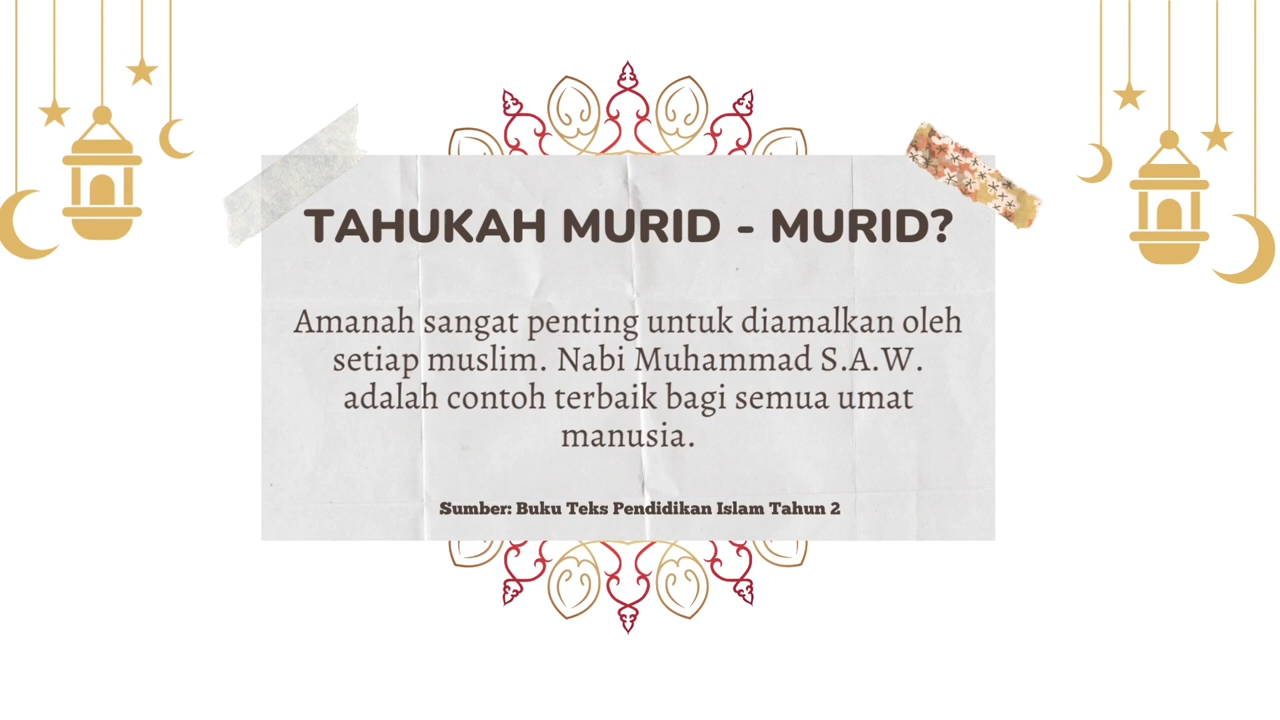 TAHUKAH MURID - MURID?
Amanah sangat penting untuk diamalkan oleh
setiap muslim. Nabi Muhammad S.A.W.
adalah contoh terbaik bagi semua umat
manusia.
Sumber: Buku Teks Pendidikan Islam Tahun 2